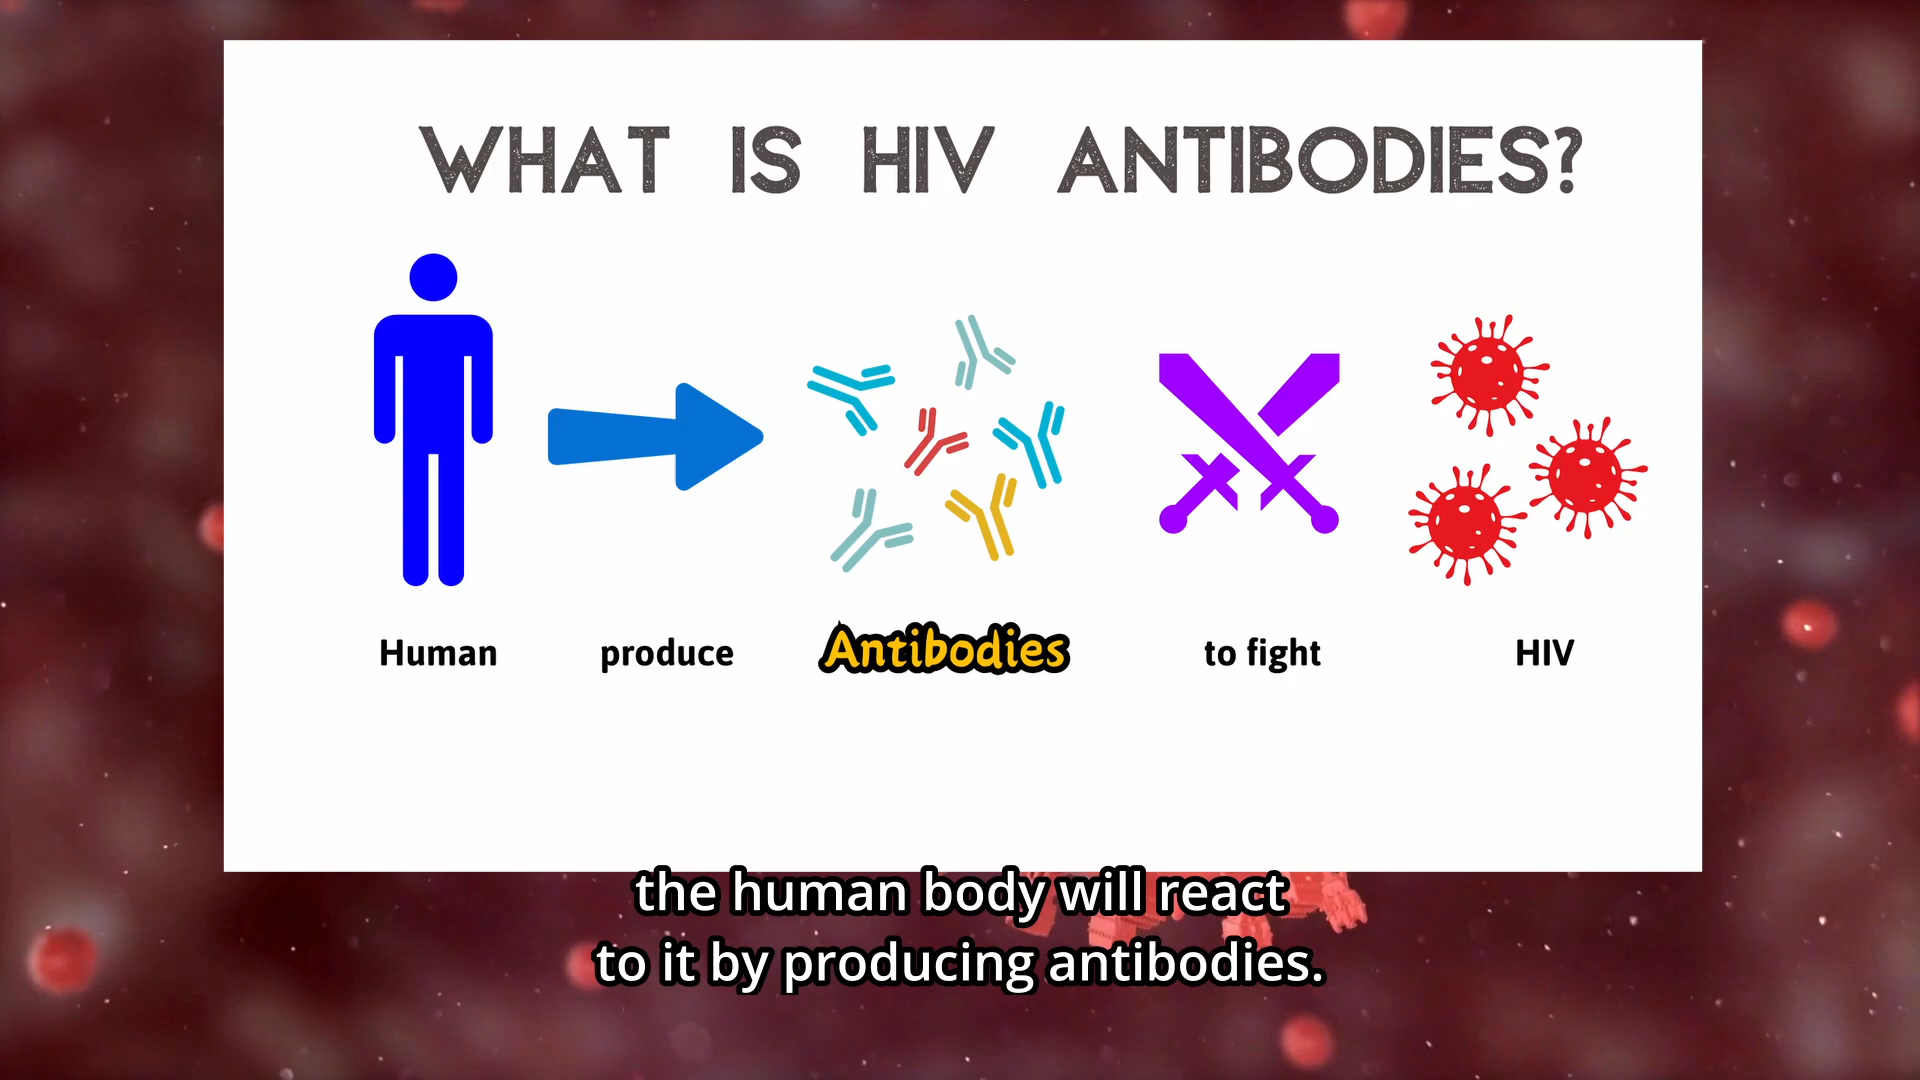 WHAT IS HIV ANTIBODIES?
Human produce Antibodies to fight HIV
the human body will react
to it by producing antibodies.